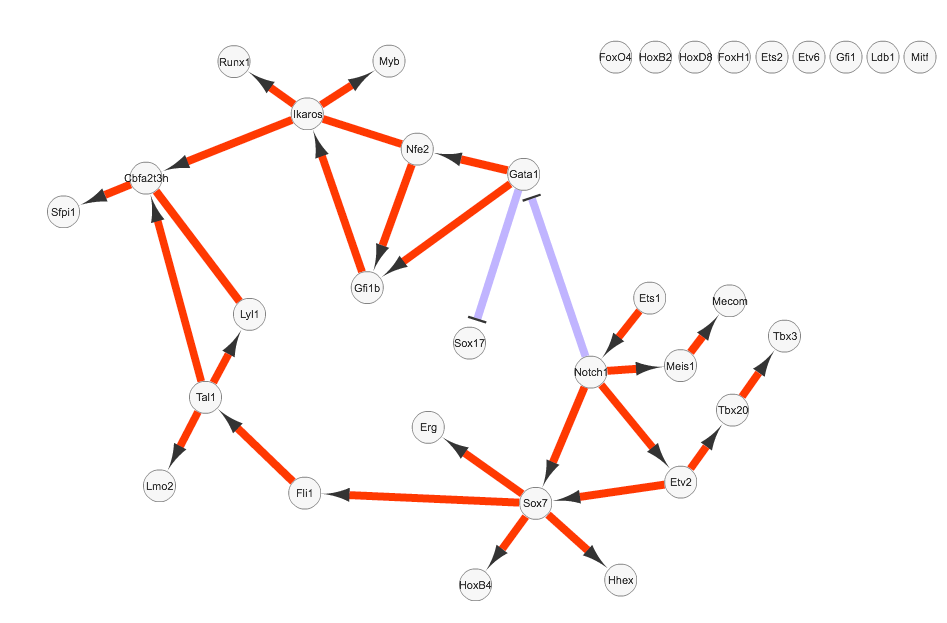 FoxO4 HoxB2 HoxD8 FoxH1 Ets2 Etv6 Gfi1 Ldb1 Mitf
Runx1
Myb
Ikaros
Nfe2
Gata1
Cbfa2t3h
Sfpi1
Gfi1b
Ets1
Mecom
Lyl1
Tbx3
Sox17
Meis1
Notch1
Tal1
Tbx20
Erg
Etv2
Lmo2
Fli1
Sox7
Hhex
HoxB4